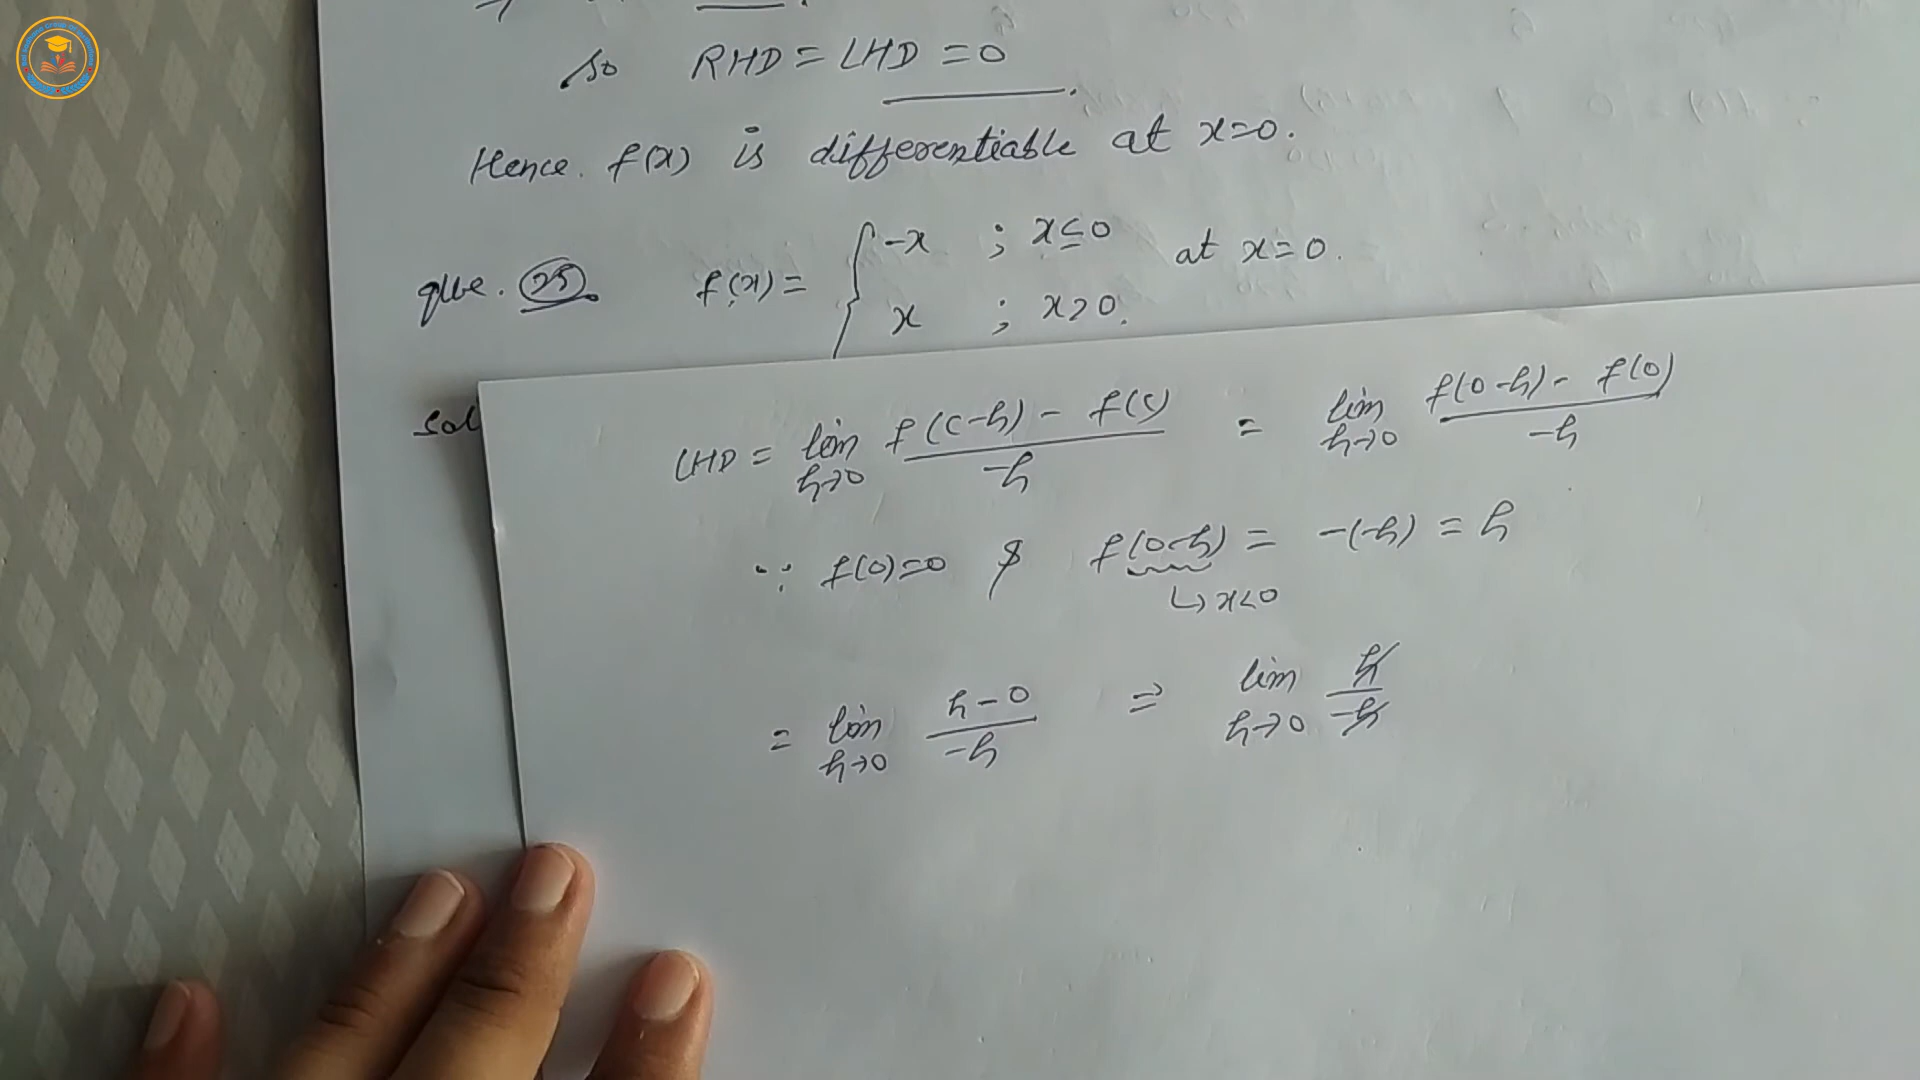 so RHD = LHD = 0
Hence. f(x) is differentiable at x=0.
que. 25. f(x) = { -x ; x≤0 at x=0.
x ; x>0.
Sol
LHD = lim h→0 f(c-h) - f(c) / -h = lim h→0 f(0-h) - f(0) / -h
∵ f(0)=0 & f(0-h) = -(-h) = h
↳ x<0
= lim h→0 h-0 / -h ⇒ lim h→0 h / -h